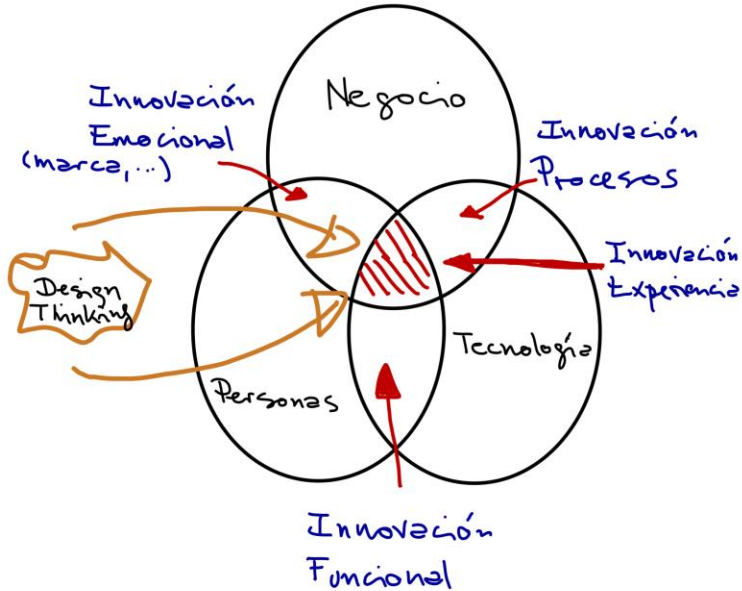 Negocio
Innovación
Emocional
(marca,...)
Innovación
Procesos
Design
Thinking
Innovación
Experiencia
Tecnología
Personas
Innovación
Funcional